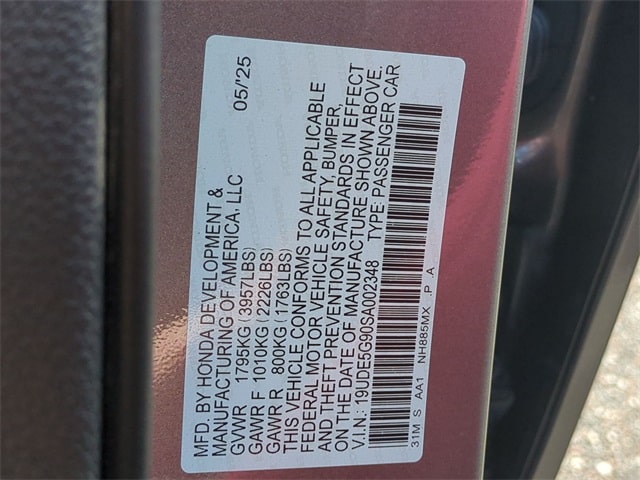 MFD. BY HONDA DEVELOPMENT & 05/'25
MANUFACTURING OF AMERICA, LLC
GVWR 1795KG (3957LBS)
GAWR F 1010KG (2226LBS)
GAWR R 800KG (1763LBS)
THIS VEHICLE CONFORMS TO ALL APPLICABLE
FEDERAL MOTOR VEHICLE SAFETY, BUMPER,
AND THEFT PREVENTION STANDARDS IN EFFECT
ON THE DATE OF MANUFACTURE SHOWN ABOVE.
V.I.N.: 19UDE5G90SA002348 TYPE: PASSENGER CAR
31M S AA1 NH885MX .P .A